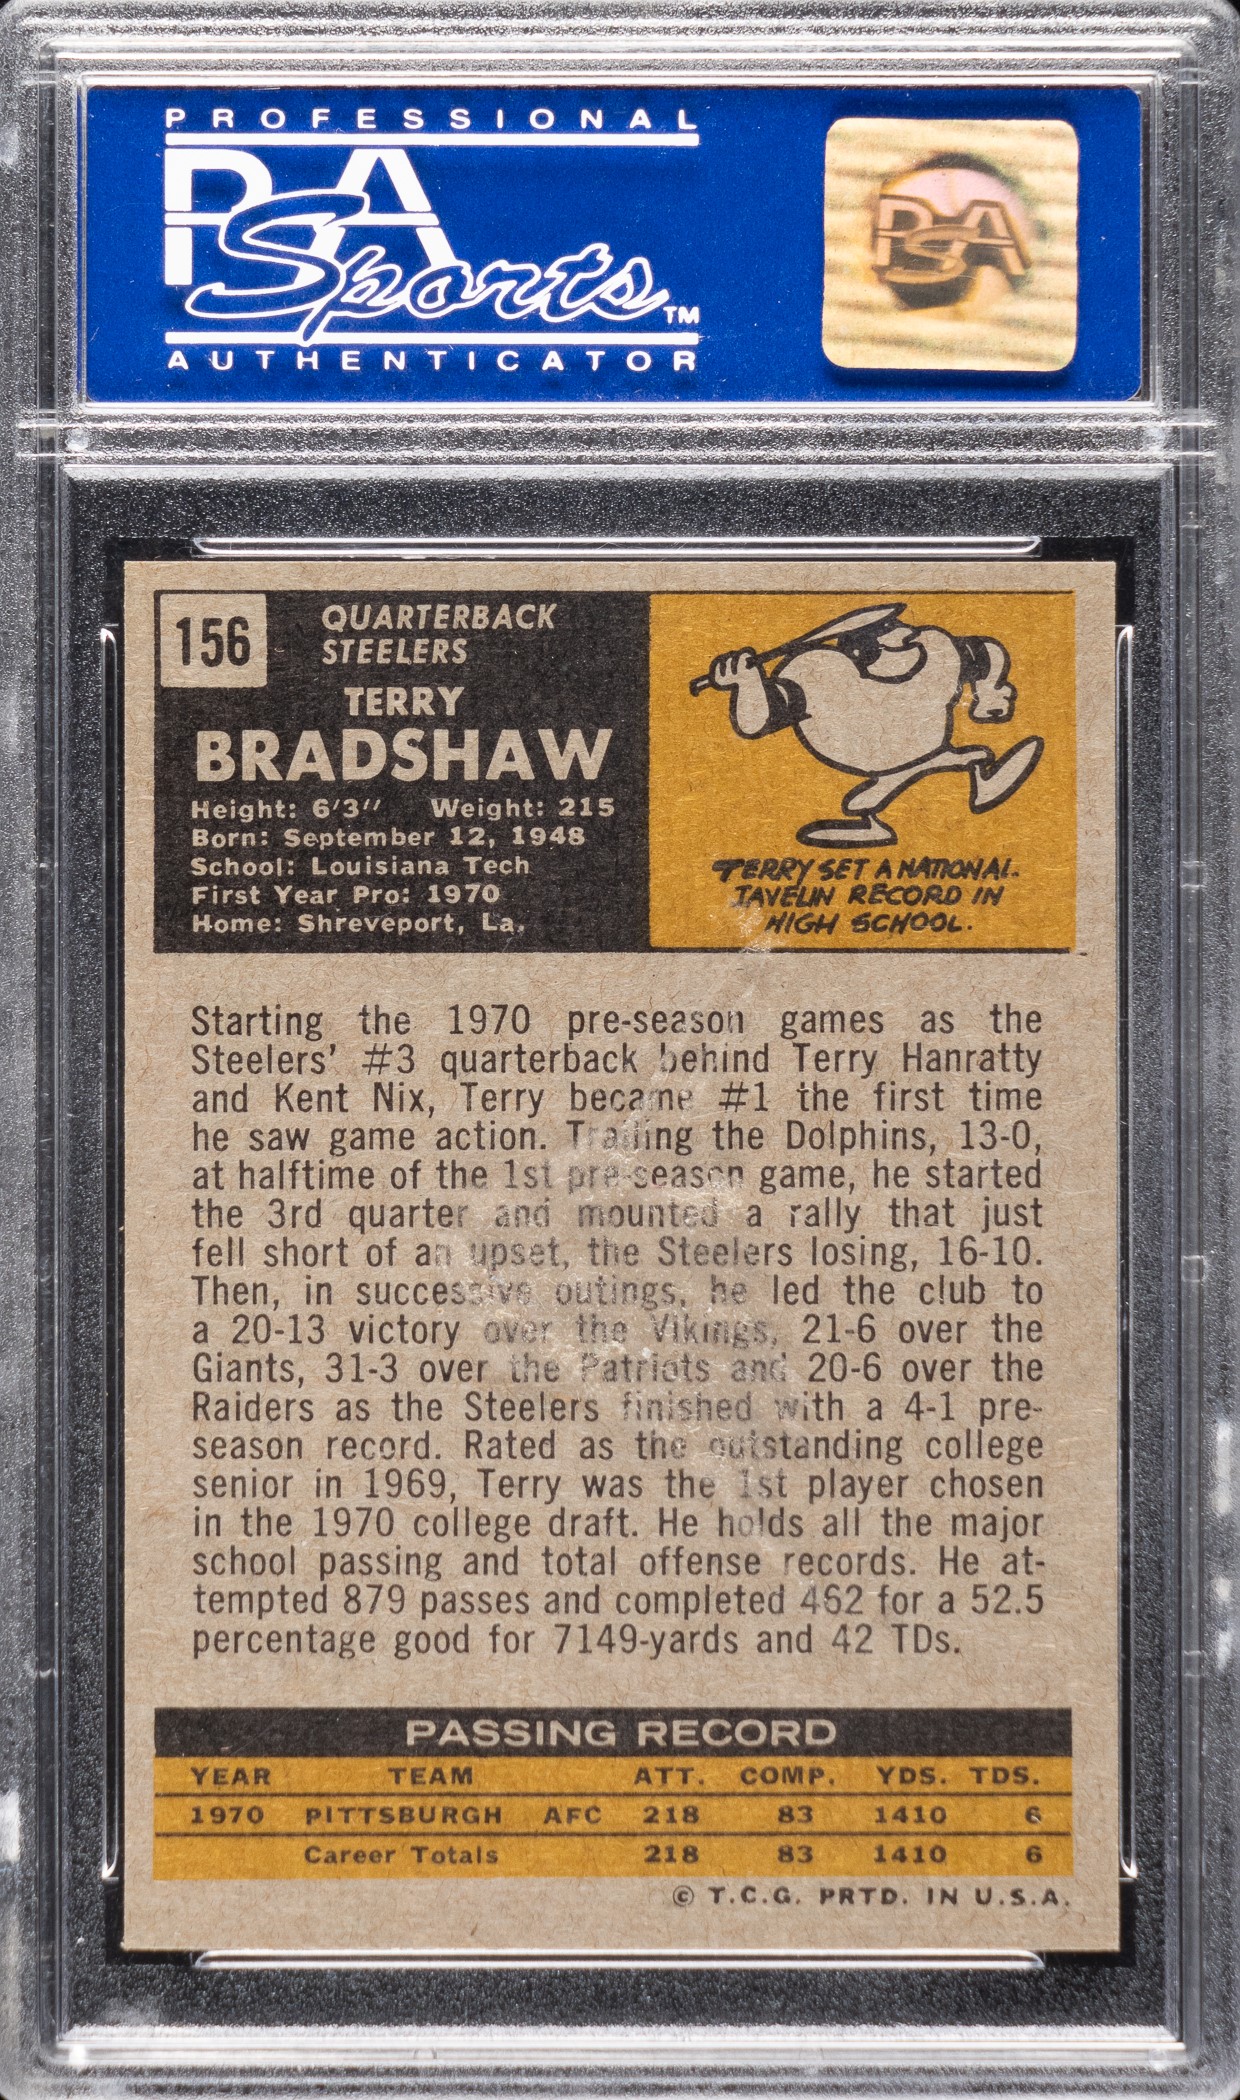 PROFESSIONAL
PSA
Sports™
AUTHENTICATOR
PSA
156
QUARTERBACK
STEELERS
TERRY
BRADSHAW
Height: 6'3" Weight: 215
Born: September 12, 1948
School: Louisiana Tech
First Year Pro: 1970
Home: Shreveport, La.
TERRY SET A NATIONAL
JAVELIN RECORD IN
HIGH SCHOOL.
Starting the 1970 pre-season games as the
Steelers' #3 quarterback behind Terry Hanratty
and Kent Nix, Terry became #1 the first time
he saw game action. Trailing the Dolphins, 13-0,
at halftime of the 1st pre-season game, he started
the 3rd quarter and mounted a rally that just
fell short of an upset, the Steelers losing, 16-10.
Then, in successive outings, he led the club to
a 20-13 victory over the Vikings, 21-6 over the
Giants, 31-3 over the Patriots and 20-6 over the
Raiders as the Steelers finished with a 4-1 pre-
season record. Rated as the outstanding college
senior in 1969, Terry was the 1st player chosen
in the 1970 college draft. He holds all the major
school passing and total offense records. He at-
tempted 879 passes and completed 462 for a 52.5
percentage good for 7149-yards and 42 TDs.
PASSING RECORD
YEAR TEAM ATT. COMP. YDS. TDS.
1970 PITTSBURGH AFC 218 83 1410 6
Career Totals 218 83 1410 6
© T.C.G. PRTD. IN U.S.A.